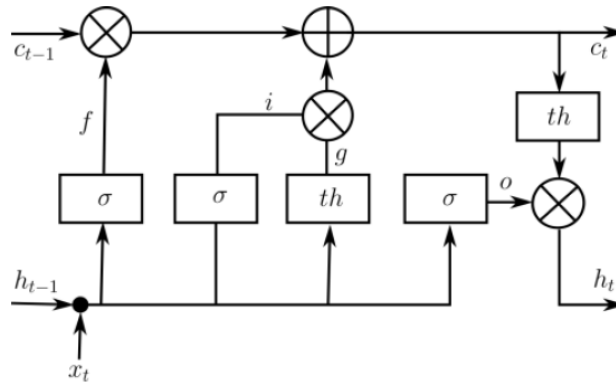 c_{t-1}
c_t
f
i
th
g
σ
σ
th
σ
o
h_{t-1}
h_t
x_t